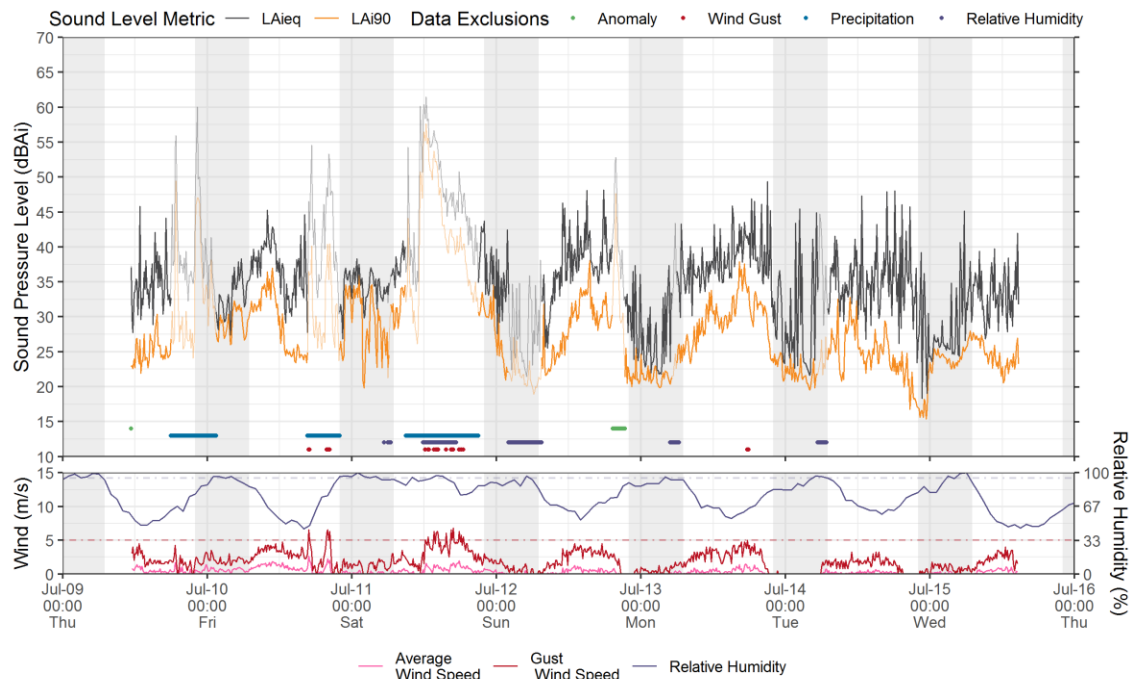 Sound Level Metric — LAieq — LAi90 Data Exclusions • Anomaly • Wind Gust • Precipitation • Relative Humidity
70
65
60
55
50
45
40
35
30
25
20
15
10
Sound Pressure Level (dBAi)
15
10
5
0
Wind (m/s)
100
67
33
0
Relative Humidity (%)
Jul-09 Jul-10 Jul-11 Jul-12 Jul-13 Jul-14 Jul-15 Jul-16
00:00 00:00 00:00 00:00 00:00 00:00 00:00 00:00
Thu Fri Sat Sun Mon Tue Wed Thu
Average Gust
Wind Speed Wind Speed Relative Humidity